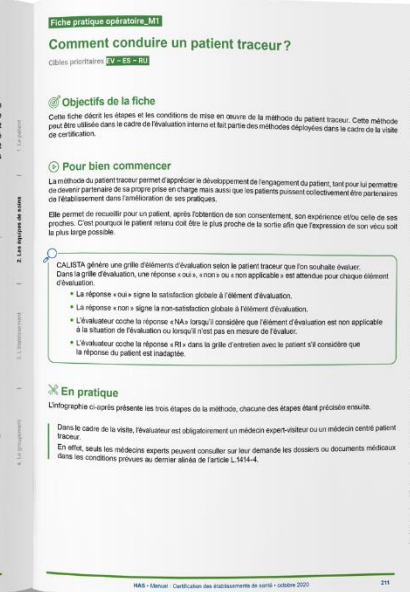 Fiche pratique opératoire_M1
Comment conduire un patient traceur ?
Cibles prioritaires EV – ES – RU
Objectifs de la fiche
Cette fiche décrit les étapes et les conditions de mise en œuvre de la méthode du patient traceur. Cette méthode
peut être utilisée dans le cadre de l'évaluation interne et fait partie des méthodes déployées dans le cadre de la visite
de certification.
Pour bien commencer
La méthode du patient traceur permet d'apprécier le développement de l'engagement du patient, tant pour lui permettre
de devenir partenaire de sa propre prise en charge mais aussi que les patients puissent collectivement être partenaires
de l'établissement dans l'amélioration de ses pratiques.
Elle permet de recueillir pour un patient, après l'obtention de son consentement, son expérience et/ou celle de ses
proches. C'est pourquoi le patient retenu doit être le plus proche de la sortie afin que l'expression de son vécu soit
la plus large possible.
CALISTA génère une grille d'éléments d'évaluation selon le patient traceur que l'on souhaite évaluer.
Dans la grille d'évaluation, une réponse « oui », « non » ou « non applicable » est attendue pour chaque élément
d'évaluation.
• La réponse « oui » signe la satisfaction globale à l'élément d'évaluation.
• La réponse « non » signe la non-satisfaction globale à l'élément d'évaluation.
• L'évaluateur coche la réponse « NA » lorsqu'il considère que l'élément d'évaluation est non applicable
à la situation de l'évaluation ou lorsqu'il n'est pas en mesure de l'évaluer.
• L'évaluateur coche la réponse « RI » dans la grille d'entretien avec le patient s'il considère que
la réponse du patient est inadaptée.
En pratique
L'infographie ci-après présente les trois étapes de la méthode, chacune des étapes étant précisée ensuite.
Dans le cadre de la visite, l'évaluateur est obligatoirement un médecin expert-visiteur ou un médecin centré patient
traceur.
En effet, seuls les médecins experts peuvent consulter sur leur demande les dossiers ou documents médicaux
dans les conditions prévues au dernier alinéa de l'article L.1414-4.
1. Le patient
2. Les équipes de soins
3. L'établissement
4. Le groupement
HAS • Manuel - Certification des établissements de santé • octobre 2020
211